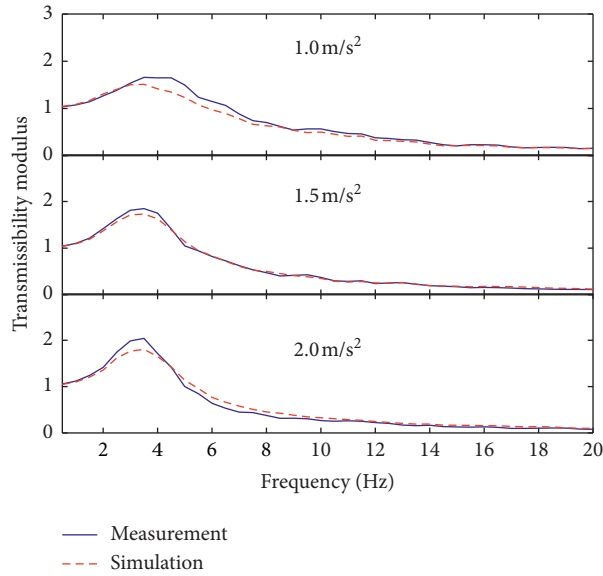 3
1.0 m/s²
2
1
0
1.5 m/s²
2
1
0
2.0 m/s²
2
1
0
Transmissibility modulus
2 4 6 8 10 12 14 16 18 20
Frequency (Hz)
Measurement
Simulation